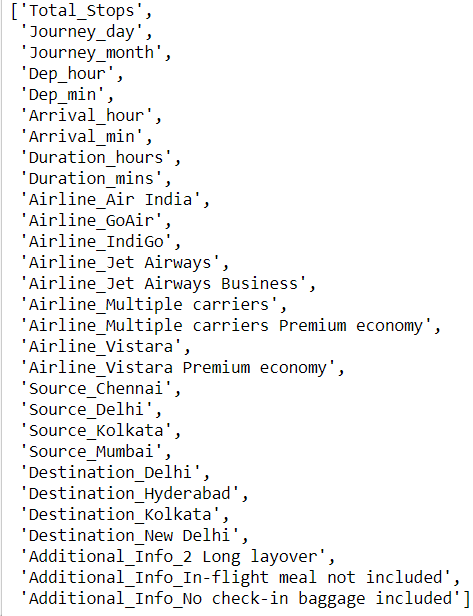 ['Total_Stops',
'Journey_day',
'Journey_month',
'Dep_hour',
'Dep_min',
'Arrival_hour',
'Arrival_min',
'Duration_hours',
'Duration_mins',
'Airline_Air India',
'Airline_GoAir',
'Airline_IndiGo',
'Airline_Jet Airways',
'Airline_Jet Airways Business',
'Airline_Multiple carriers',
'Airline_Multiple carriers Premium economy',
'Airline_Vistara',
'Airline_Vistara Premium economy',
'Source_Chennai',
'Source_Delhi',
'Source_Kolkata',
'Source_Mumbai',
'Destination_Delhi',
'Destination_Hyderabad',
'Destination_Kolkata',
'Destination_New Delhi',
'Additional_Info_2 Long layover',
'Additional_Info_In-flight meal not included',
'Additional_Info_No check-in baggage included']